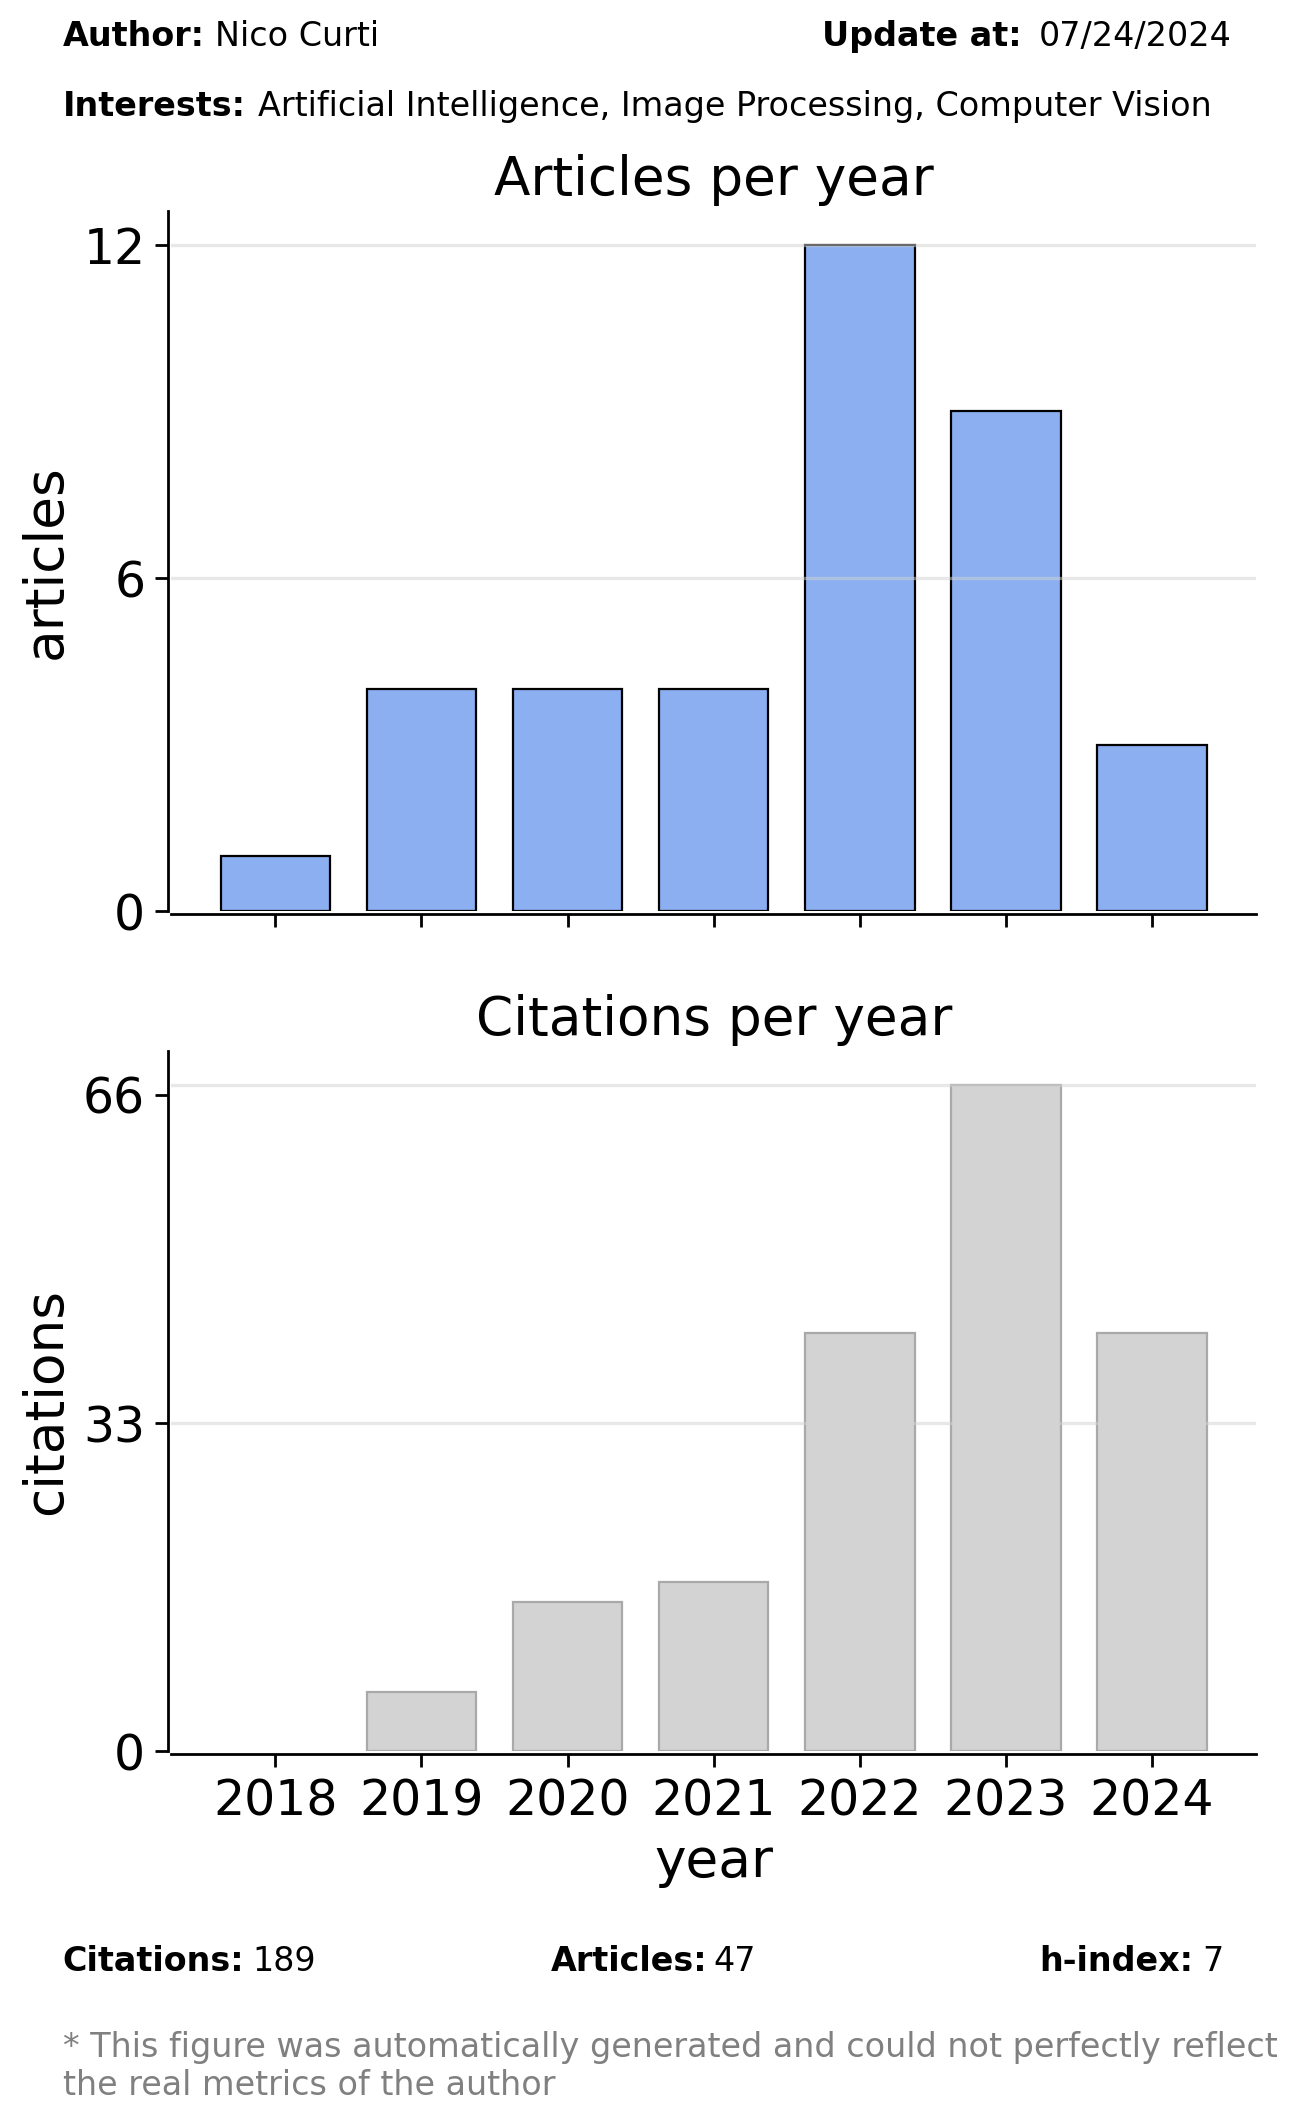 Author: Nico Curti Update at: 07/24/2024
Interests: Artificial Intelligence, Image Processing, Computer Vision
Articles per year
12
6
0
articles
Citations per year
66
33
0
citations
2018 2019 2020 2021 2022 2023 2024
year
Citations: 189 Articles: 47 h-index: 7
* This figure was automatically generated and could not perfectly reflect
the real metrics of the author